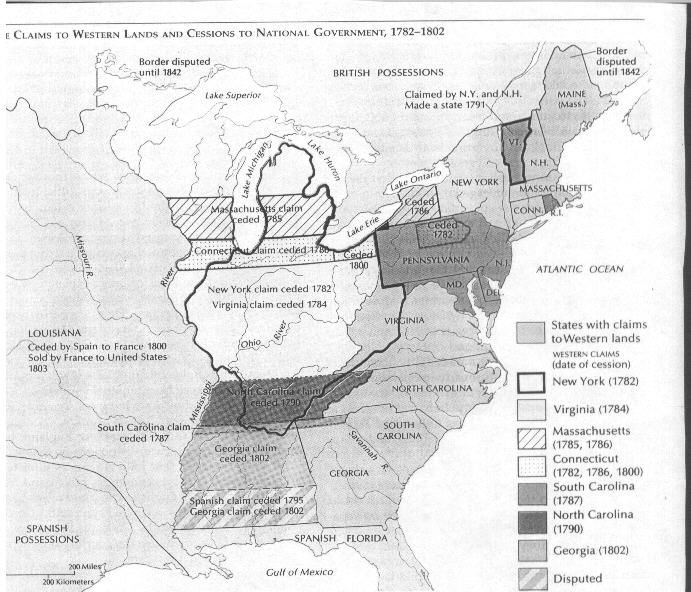 E CLAIMS TO WESTERN LANDS AND CESSIONS TO NATIONAL GOVERNMENT, 1782–1802
Border disputed
until 1842
BRITISH POSSESSIONS
Border
disputed
until 1842
Lake Superior
Claimed by N.Y. and N.H.
Made a state 1791
MAINE
(Mass.)
Lake Michigan
Lake Huron
VT.
N.H.
Lake Ontario
NEW YORK
MASSACHUSETTS
Massachusetts claim
ceded 1785
Ceded
1786
CONN.
R.I.
Lake Erie
Ceded
1782
Connecticut claim ceded 1786
Ceded
1800
PENNSYLVANIA
N.J.
Missouri R.
River
New York claim ceded 1782
Virginia claim ceded 1784
MD.
DEL.
ATLANTIC OCEAN
VIRGINIA
LOUISIANA
Ceded by Spain to France 1800
Sold by France to United States
1803
Ohio River
Mississippi
North Carolina claim
ceded 1790
NORTH CAROLINA
South Carolina claim
ceded 1787
SOUTH
CAROLINA
Georgia claim
ceded 1802
Savannah R.
GEORGIA
Spanish claim ceded 1795
Georgia claim ceded 1802
SPANISH
POSSESSIONS
SPANISH FLORIDA
200 Miles
200 Kilometers
Gulf of Mexico
States with claims
to Western lands
WESTERN CLAIMS
(date of cession)
New York (1782)
Virginia (1784)
Massachusetts
(1785, 1786)
Connecticut
(1782, 1786, 1800)
South Carolina
(1787)
North Carolina
(1790)
Georgia (1802)
Disputed